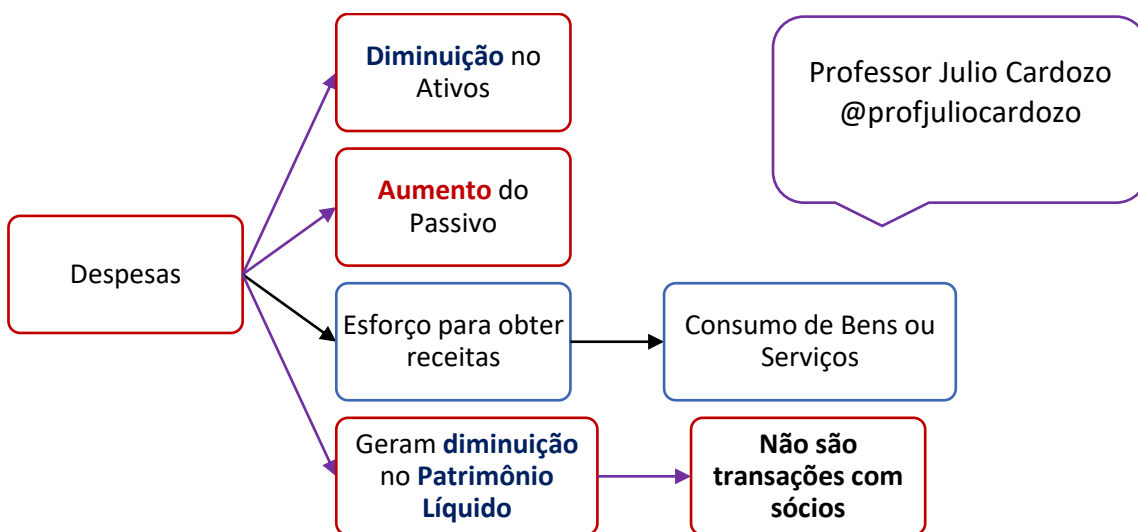 Diminuição no
Ativos
Professor Julio Cardozo
@profjuliocardozo
Aumento do
Passivo
Despesas
Esforço para obter
receitas
Consumo de Bens ou
Serviços
Geram diminuição
no Patrimônio
Líquido
Não são
transações com
sócios